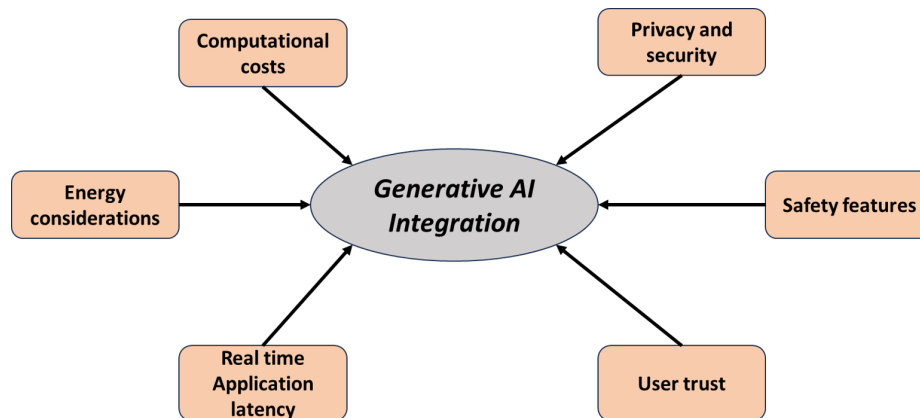 Computational
costs
Privacy and
security
Energy
considerations
Generative AI
Integration
Safety features
Real time
Application
latency
User trust